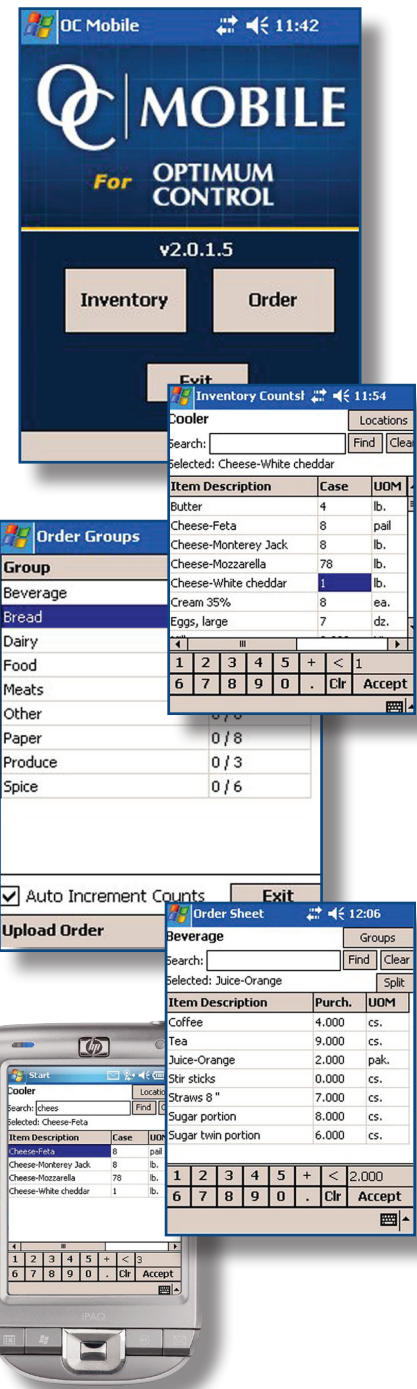 OC Mobile 11:42
OC MOBILE
For OPTIMUM
CONTROL
v2.0.1.5
Inventory Order
Exit
Inventory Countsl 11:54
Cooler Locations
Search: Find Clear
Selected: Cheese-White cheddar
Item Description Case UOM
Butter 4 lb.
Cheese-Feta 8 pail
Cheese-Monterey Jack 8 lb.
Cheese-Mozzarella 78 lb.
Cheese-White cheddar 1 lb.
Cream 35% 8 ea.
Eggs, large 7 dz.
1 2 3 4 5 + < 1
6 7 8 9 0 . Clr Accept
Order Groups
Group
Beverage
Bread
Dairy
Food
Meats
Other
Paper 0 / 8
Produce 0 / 3
Spice 0 / 6
Auto Increment Counts Exit
Upload Order
Order Sheet 12:06
Beverage Groups
Search: Find Clear
Selected: Juice-Orange Split
Item Description Purch. UOM
Coffee 4.000 cs.
Tea 9.000 cs.
Juice-Orange 2.000 pak.
Stir sticks 0.000 cs.
Straws 8 " 7.000 cs.
Sugar portion 8.000 cs.
Sugar twin portion 6.000 cs.
1 2 3 4 5 + < 2.000
6 7 8 9 0 . Clr Accept
hp
Start
Cooler Locatio
Search: chees Find
Selected: Cheese-Feta
Item Description Case UOM
Cheese-Feta 8 pail
Cheese-Monterey Jack 8 lb.
Cheese-Mozzarella 78 lb.
Cheese-White cheddar 1 lb.
1 2 3 4 5 + < 3
6 7 8 9 0 . Clr Accept
iPAQ